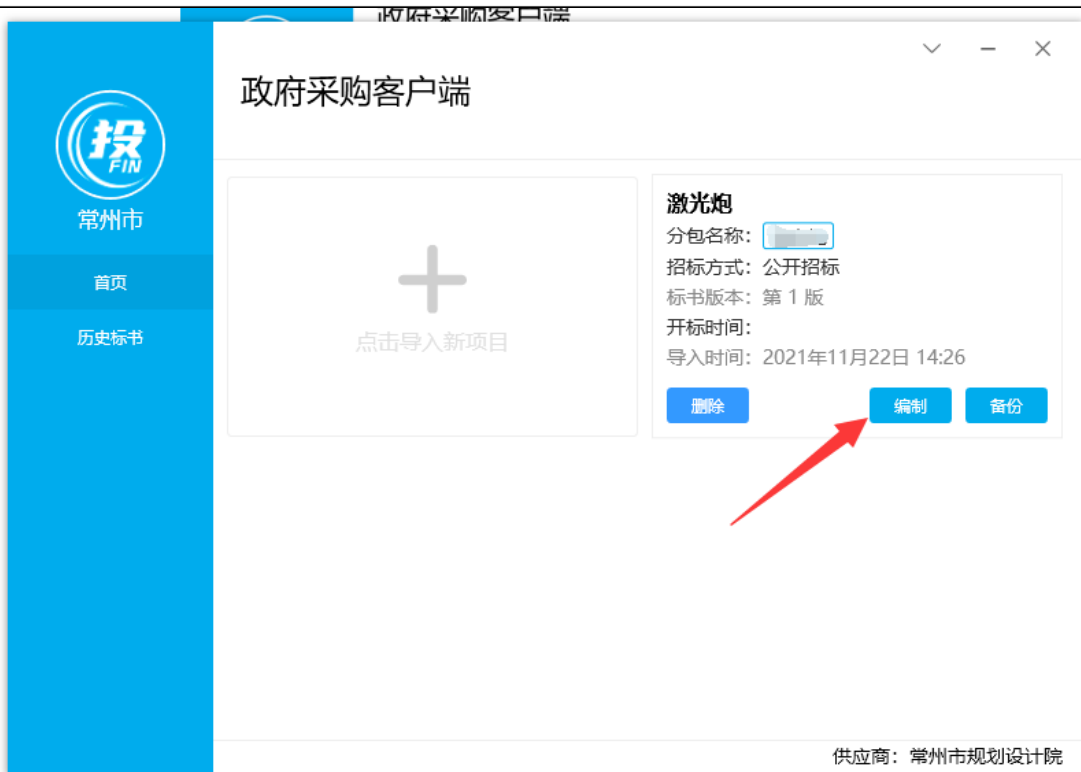 政府采购客户端
政府采购客户端
投
FIN
常州市
首页
历史标书
点击导入新项目
激光炮
分包名称：
招标方式：公开招标
标书版本：第 1 版
开标时间：
导入时间：2021年11月22日 14:26
删除 编制 备份
供应商：常州市规划设计院